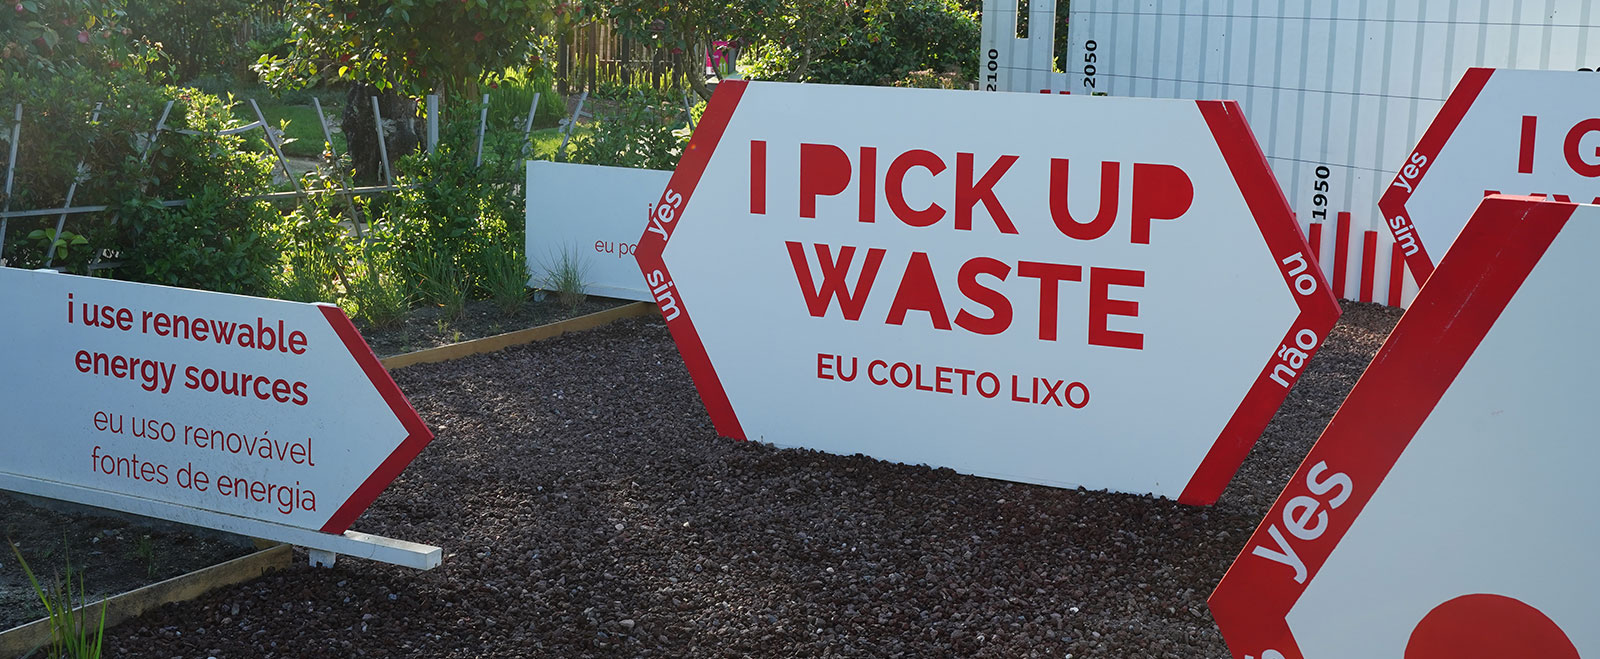 i use renewable
energy sources
eu uso renovável
fontes de energia
eu
yes
sim
I PICK UP
WASTE
EU COLETO LIXO
no
não
2100
2050
1950
yes
sim
I
yes